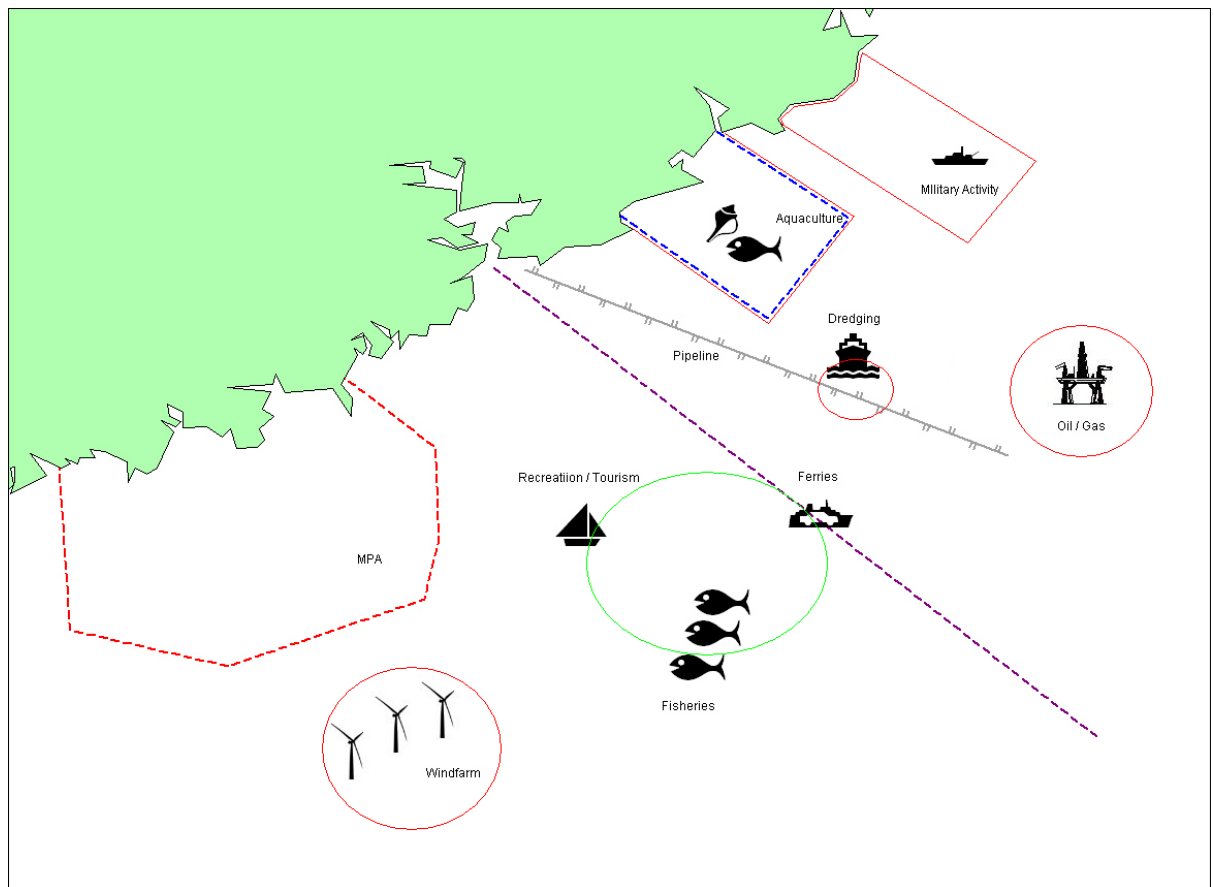 MIlitary Activity
Aquaculture
Dredging
Pipeline
Oil / Gas
Recreatiion / Tourism
Ferries
MPA
Fisheries
Windfarm